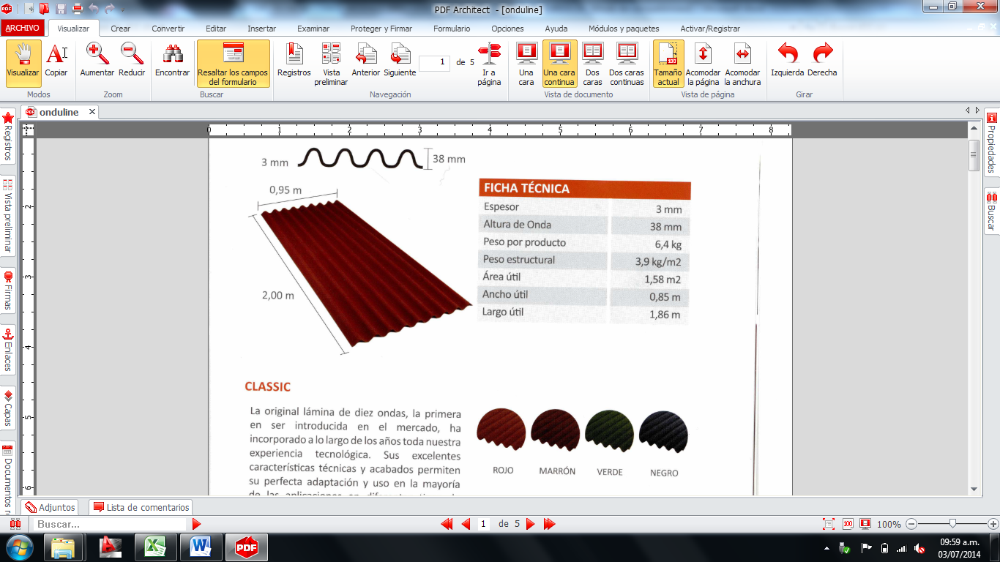 PDF Architect - [onduline]
ARCHIVO Visualizar Crear Convertir Editar Insertar Examinar Proteger y Firmar Formulario Opciones Ayuda Módulos y paquetes Activar/Registrar
Visualizar Copiar Aumentar Reducir Encontrar Resaltar los campos del formulario Registros Vista preliminar Anterior Siguiente 1 de 5 Ir a página Una cara Una cara continua Dos caras Dos caras continuas Tamaño actual Acomodar la página Acomodar la anchura Izquierda Derecha
Modos Zoom Buscar Navegación Vista de documento Vista de página Girar
onduline
0 1 2 3 4 5 6 7 8
2
3
4
5
6
Registros
Vista preliminar
Firmas
Enlaces
Capas
Documentos
Propiedades
Buscar
3 mm
38 mm
0,95 m
2,00 m
FICHA TÉCNICA
Espesor 3 mm
Altura de Onda 38 mm
Peso por producto 6,4 kg
Peso estructural 3,9 kg/m2
Área útil 1,58 m2
Ancho útil 0,85 m
Largo útil 1,86 m
CLASSIC
La original lámina de diez ondas, la primera
en ser introducida en el mercado, ha
incorporado a lo largo de los años toda nuestra
experiencia tecnológica. Sus excelentes
características técnicas y acabados permiten
su perfecta adaptación y uso en la mayoría
ROJO MARRÓN VERDE NEGRO
Adjuntos Lista de comentarios
Buscar... 1 de 5 100 100%
PDF
09:59 a.m.
03/07/2014